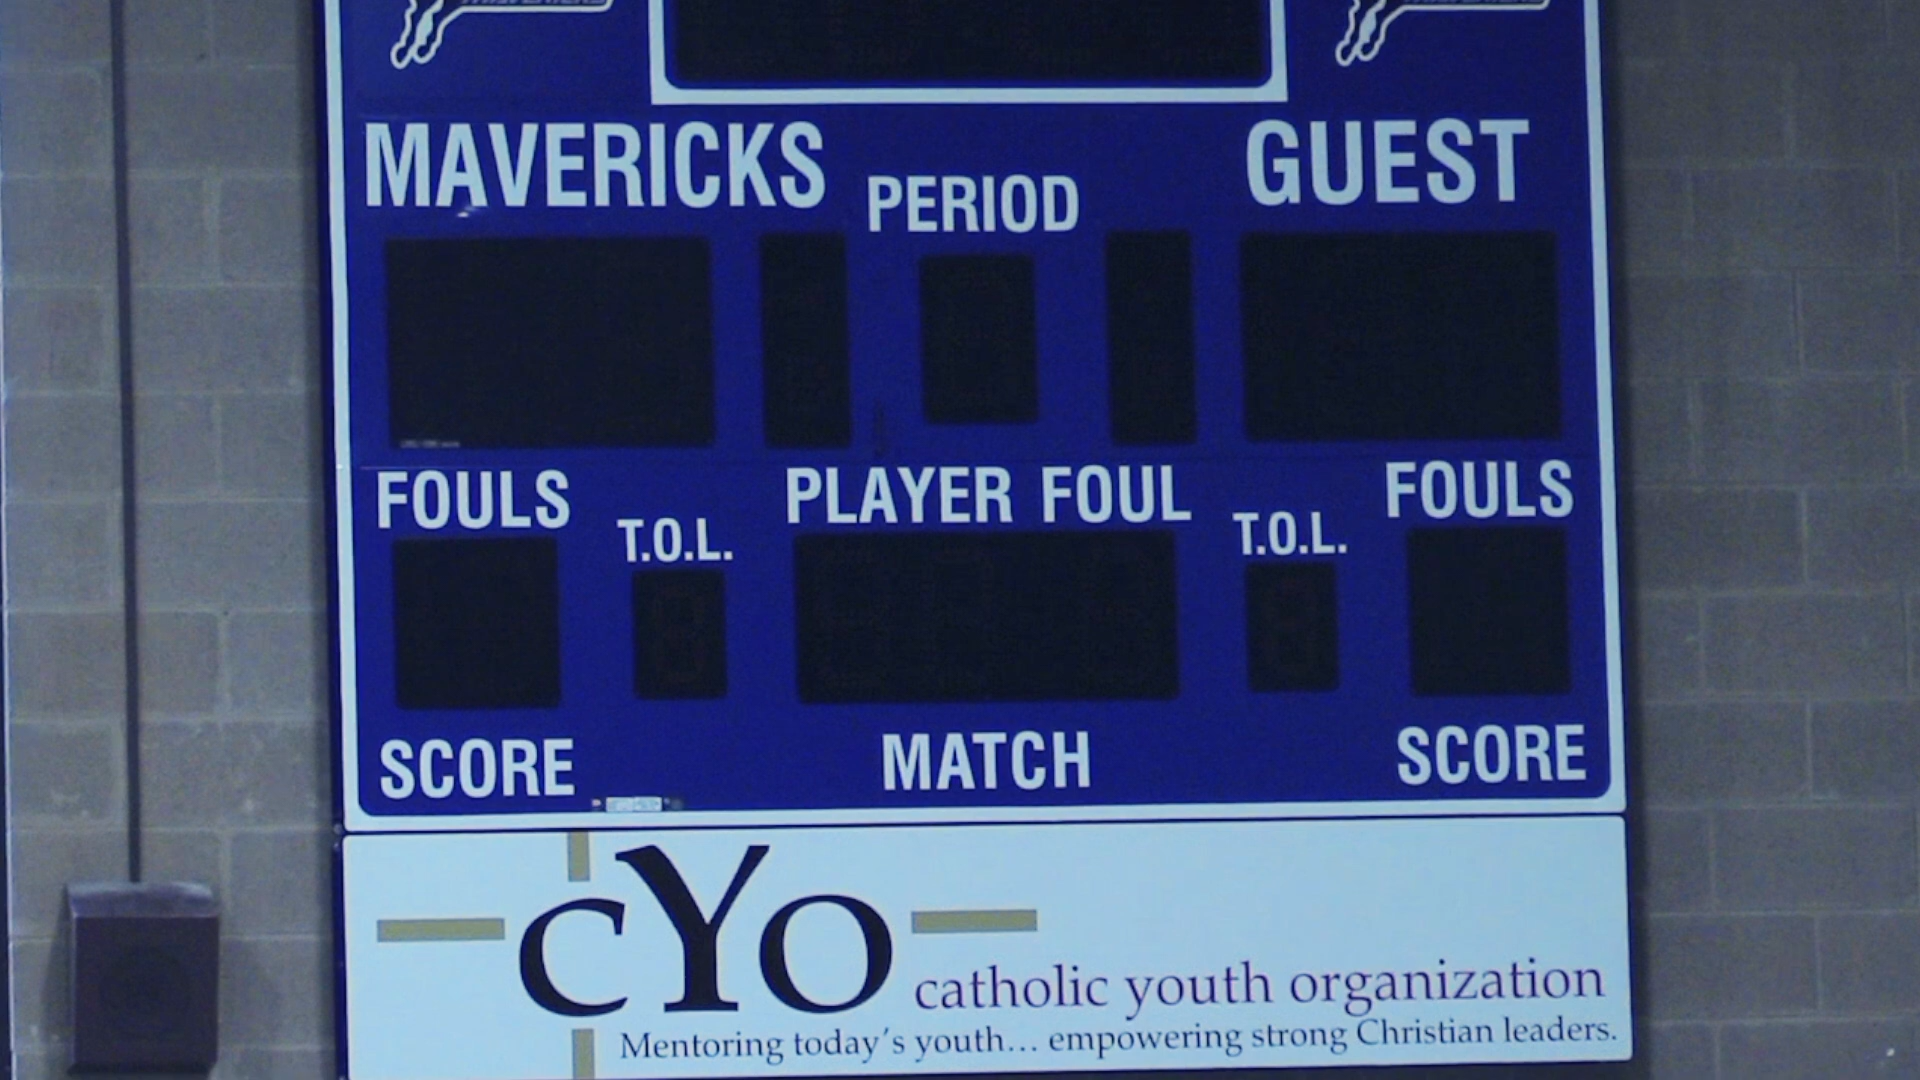 MAVERICKS
PERIOD
GUEST
FOULS
T.O.L.
PLAYER FOUL
T.O.L.
FOULS
SCORE
MATCH
SCORE
cYo
catholic youth organization
Mentoring today's youth... empowering strong Christian leaders.